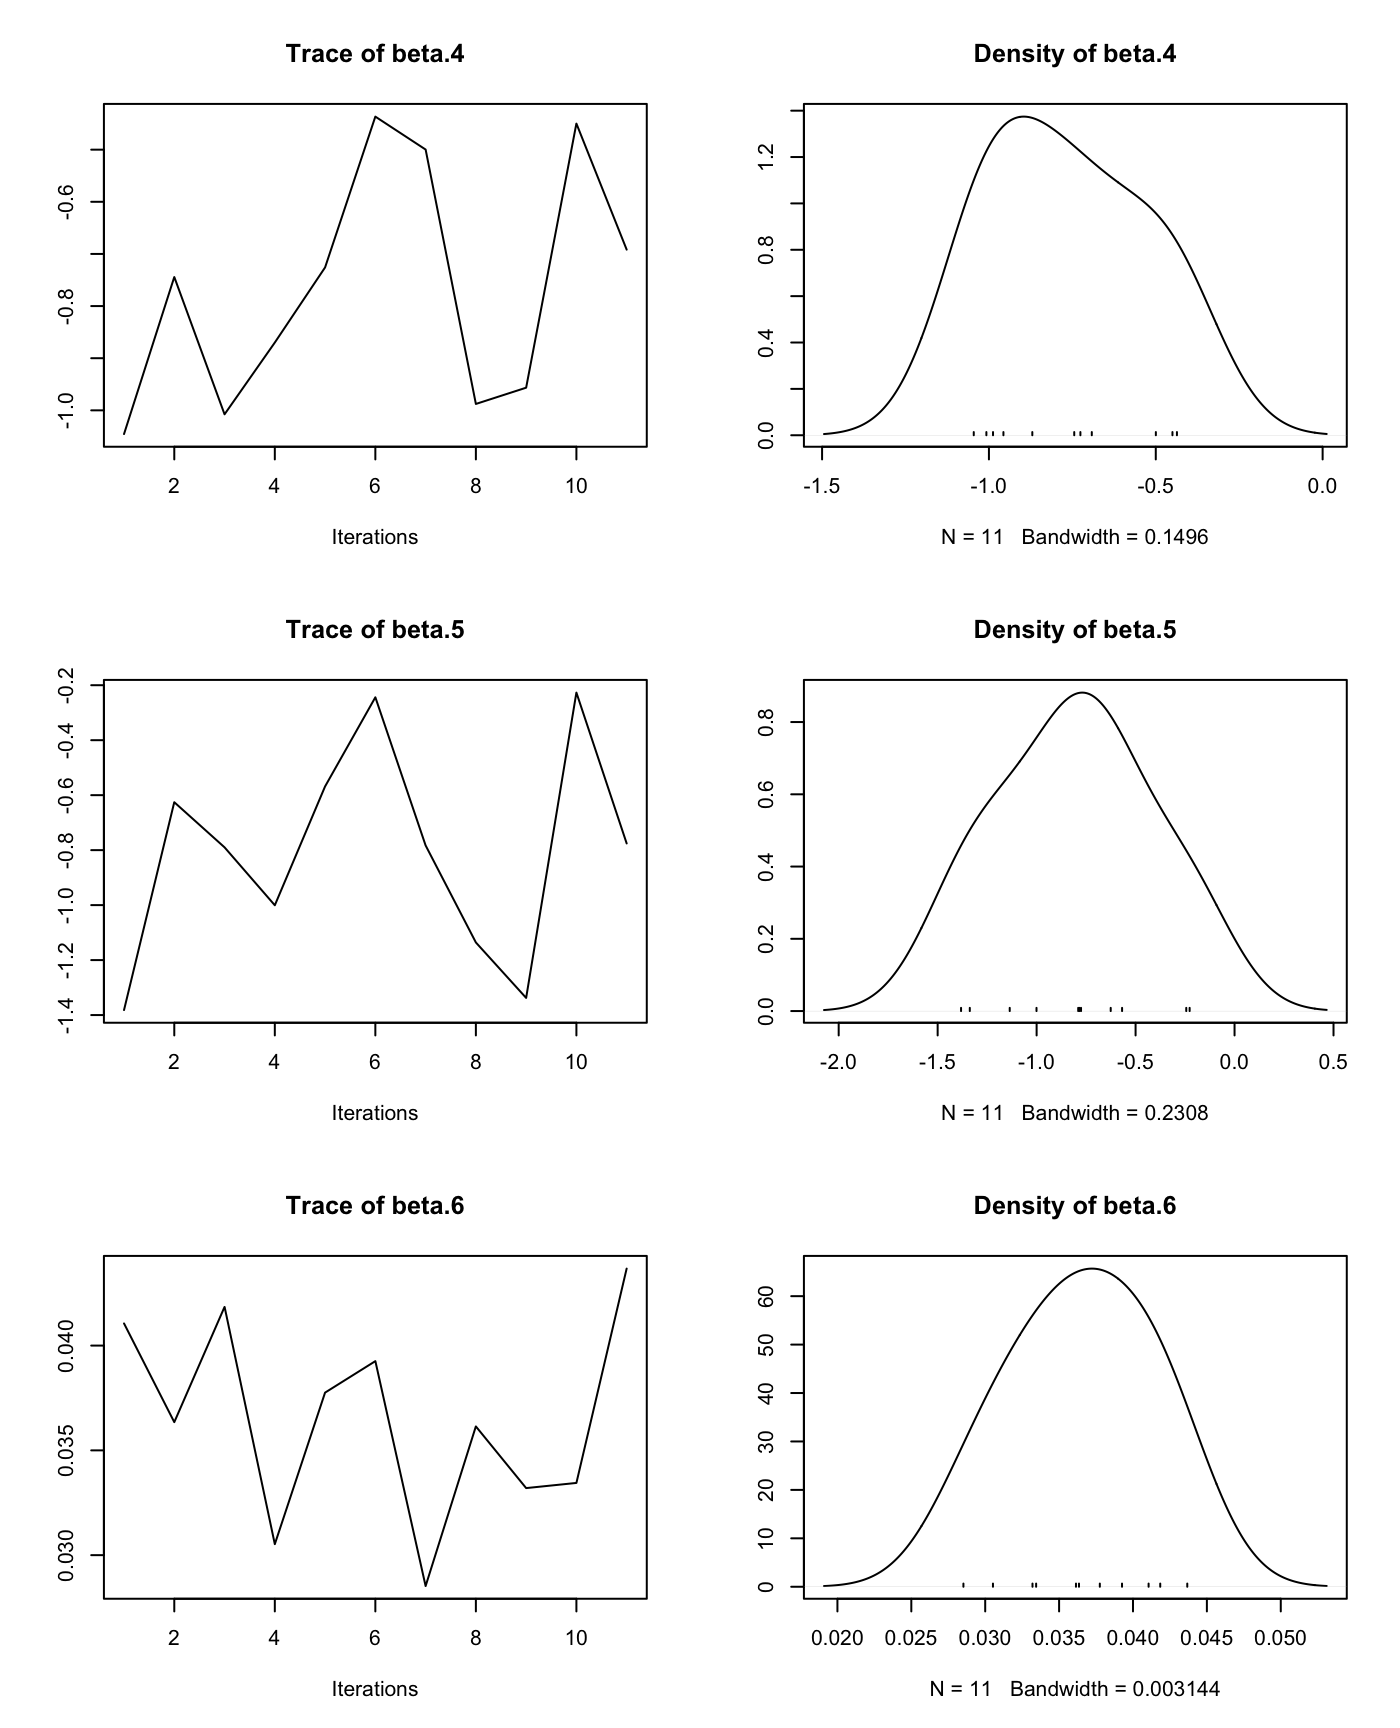 Trace of beta.4
-0.6
-0.8
-1.0
2 4 6 8 10
Iterations
Density of beta.4
1.2
0.8
0.4
0.0
-1.5 -1.0 -0.5 0.0
N = 11 Bandwidth = 0.1496
Trace of beta.5
-0.2
-0.4
-0.6
-0.8
-1.0
-1.2
-1.4
2 4 6 8 10
Iterations
Density of beta.5
0.8
0.6
0.4
0.2
0.0
-2.0 -1.5 -1.0 -0.5 0.0 0.5
N = 11 Bandwidth = 0.2308
Trace of beta.6
0.040
0.035
0.030
2 4 6 8 10
Iterations
Density of beta.6
60
50
40
30
20
10
0
0.020 0.025 0.030 0.035 0.040 0.045 0.050
N = 11 Bandwidth = 0.003144